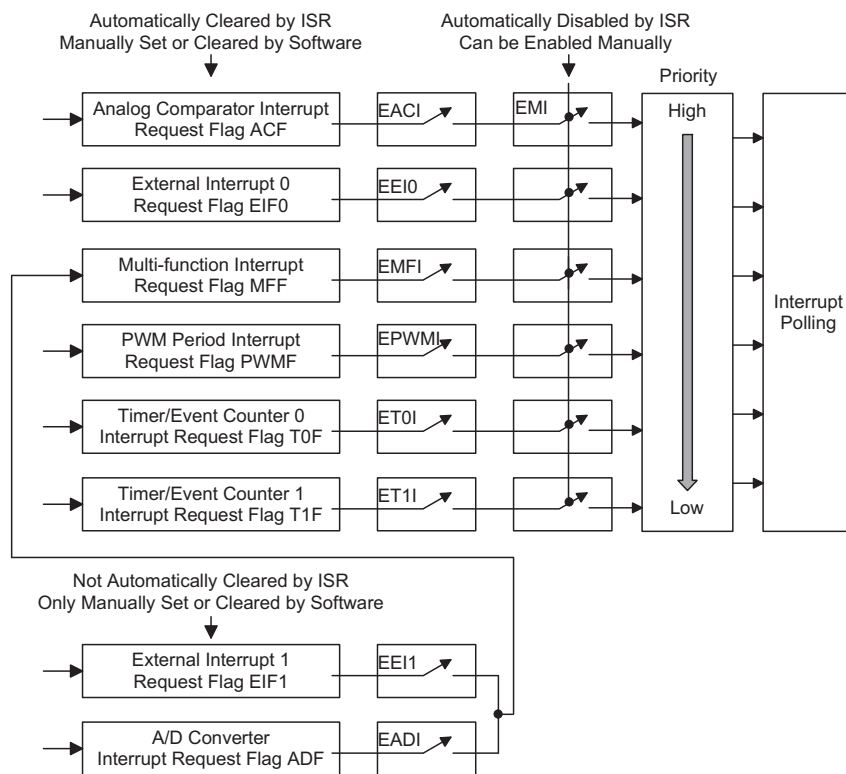 Automatically Cleared by ISR
Manually Set or Cleared by Software
Automatically Disabled by ISR
Can be Enabled Manually
Priority
Analog Comparator Interrupt
Request Flag ACF
EACI
EMI
High
External Interrupt 0
Request Flag EIF0
EEI0
Multi-function Interrupt
Request Flag MFF
EMFI
Interrupt
Polling
PWM Period Interrupt
Request Flag PWMF
EPWMI
Timer/Event Counter 0
Interrupt Request Flag T0F
ET0I
Timer/Event Counter 1
Interrupt Request Flag T1F
ET1I
Low
Not Automatically Cleared by ISR
Only Manually Set or Cleared by Software
External Interrupt 1
Request Flag EIF1
EEI1
A/D Converter
Interrupt Request Flag ADF
EADI